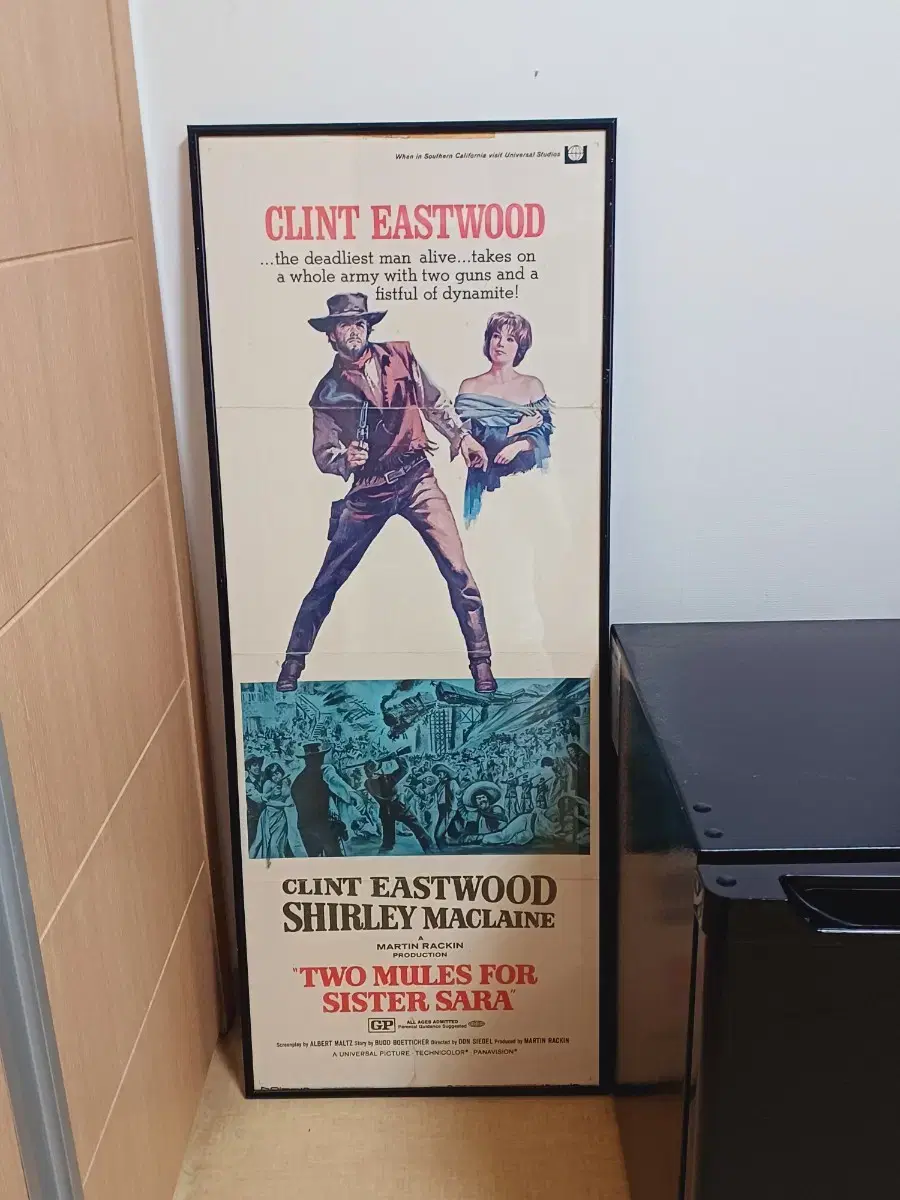 When in Southern California visit Universal Studios
CLINT EASTWOOD
...the deadliest man alive...takes on
a whole army with two guns and a
fistful of dynamite!
CLINT EASTWOOD
SHIRLEY MACLAINE
A
MARTIN RACKIN
PRODUCTION
"TWO MULES FOR
SISTER SARA"
GP ALL AGES ADMITTED
Parental Guidance Suggested
Screenplay by ALBERT MALTZ Story by BUDD BOETTICHER Directed by DON SIEGEL Produced by MARTIN RACKIN
A UNIVERSAL PICTURE · TECHNICOLOR® · PANAVISION®